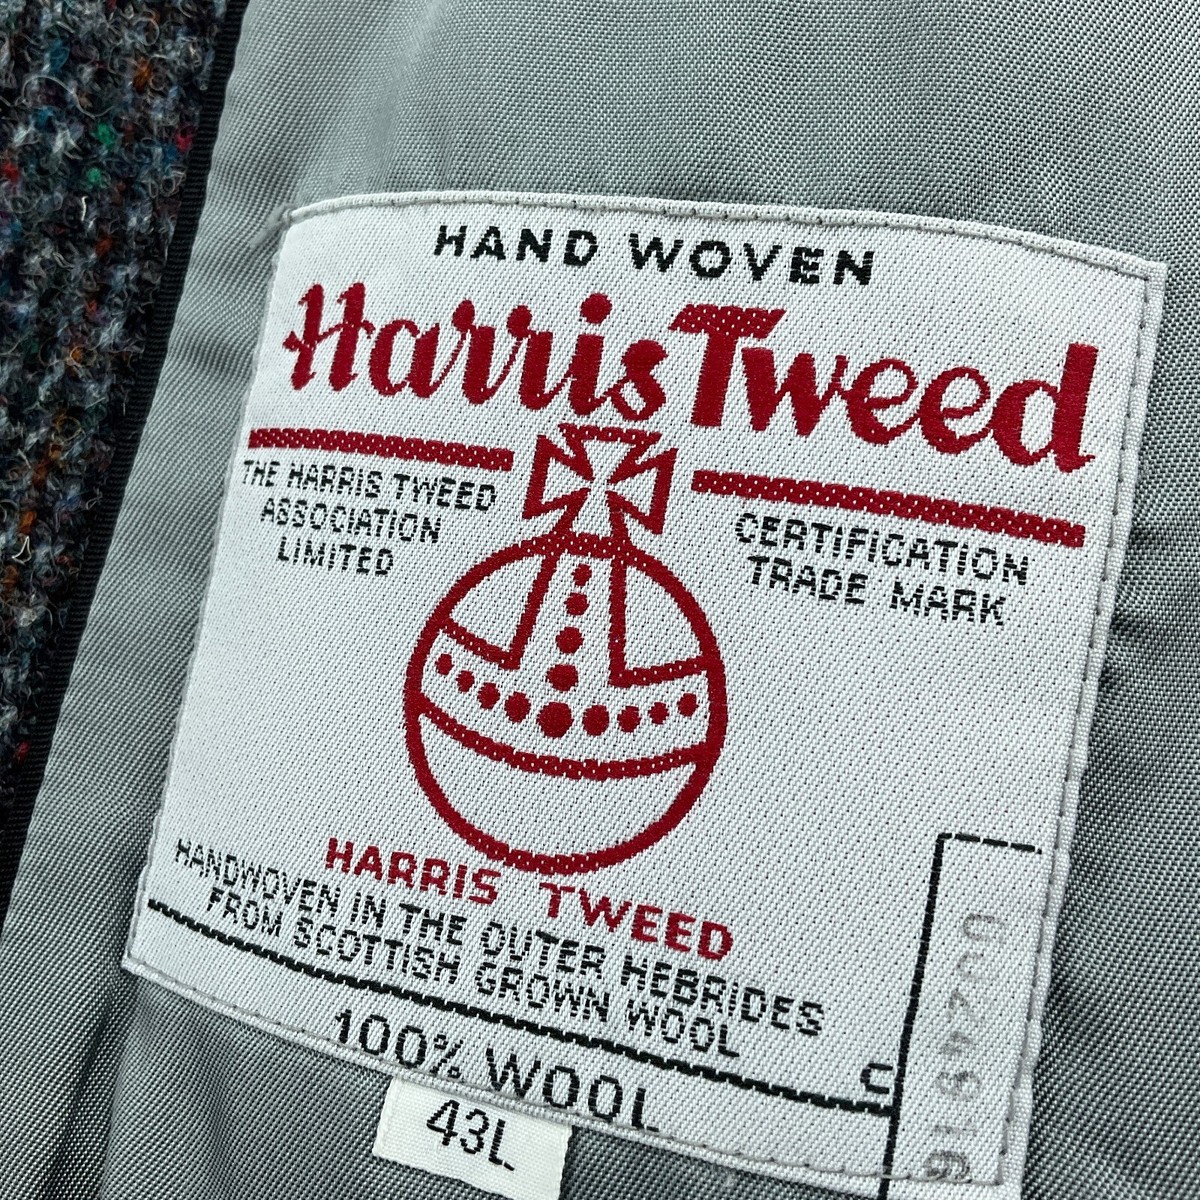 HAND WOVEN
Harris Tweed
THE HARRIS TWEED
ASSOCIATION
LIMITED
CERTIFICATION
TRADE MARK
HARRIS TWEED
HANDWOVEN IN THE OUTER HEBRIDES
FROM SCOTTISH GROWN WOOL
100% WOOL
C
43L